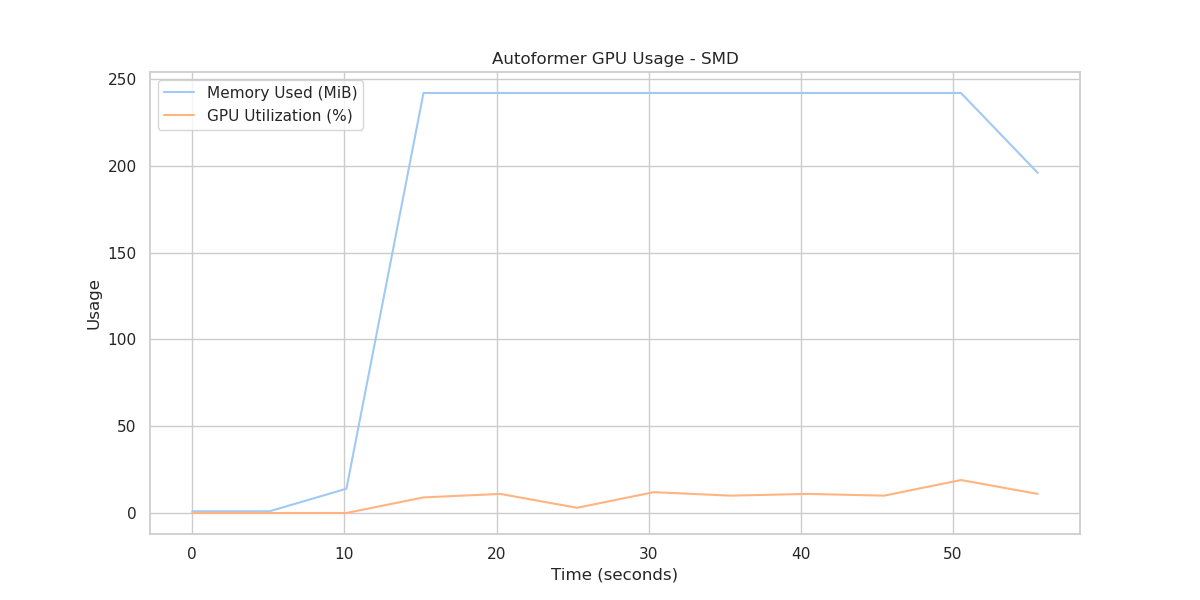 Autoformer GPU Usage - SMD
Memory Used (MiB)
GPU Utilization (%)
250
200
150
100
50
0
Usage
0 10 20 30 40 50
Time (seconds)